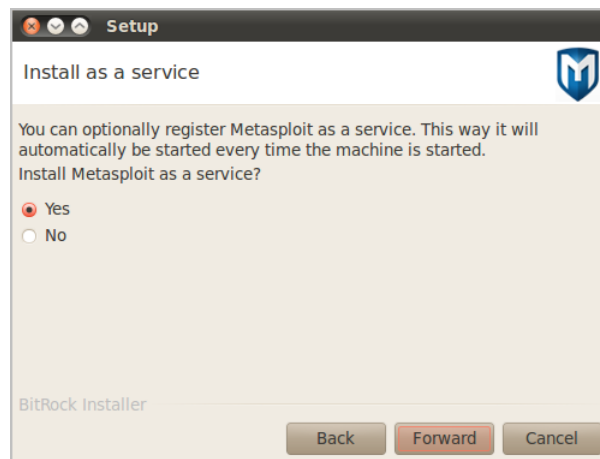 Setup
Install as a service
You can optionally register Metasploit as a service. This way it will
automatically be started every time the machine is started.
Install Metasploit as a service?
Yes
No
BitRock Installer
Back
Forward
Cancel